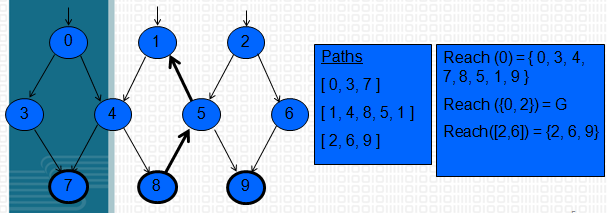 0 1 2
3 4 5 6
7 8 9
Paths
[ 0, 3, 7 ]
[ 1, 4, 8, 5, 1 ]
[ 2, 6, 9 ]
Reach (0) = { 0, 3, 4,
7, 8, 5, 1, 9 }
Reach ({0, 2}) = G
Reach([2,6]) = {2, 6, 9}